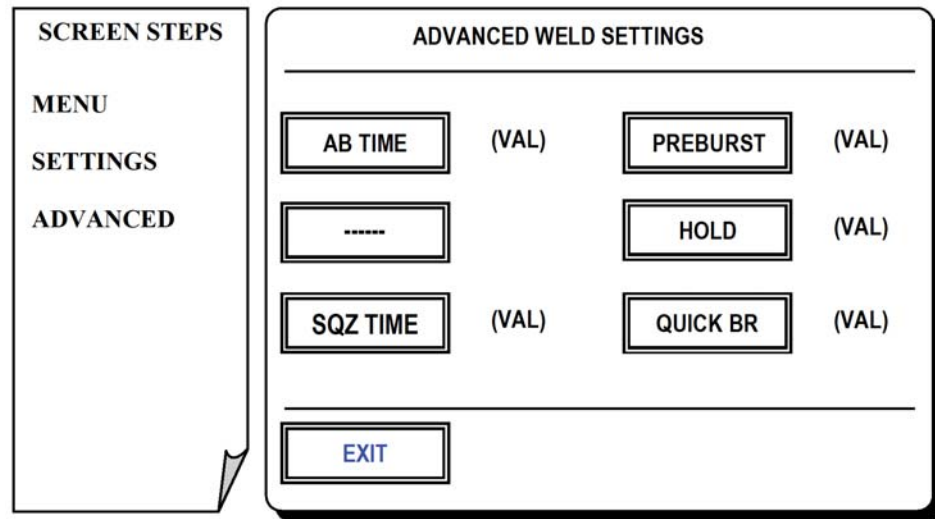 SCREEN STEPS
MENU
SETTINGS
ADVANCED
ADVANCED WELD SETTINGS
AB TIME (VAL) PREBURST (VAL)
------ HOLD (VAL)
SQZ TIME (VAL) QUICK BR (VAL)
EXIT